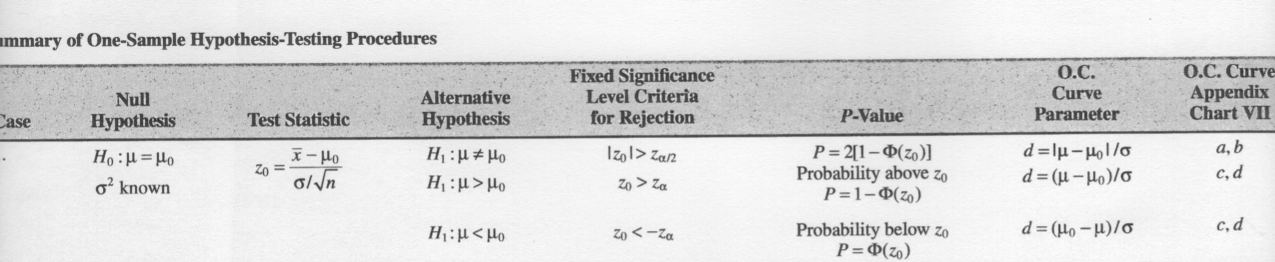 ummary of One-Sample Hypothesis-Testing Procedures
Case Null Hypothesis Test Statistic Alternative Hypothesis Fixed Significance Level Criteria for Rejection P-Value O.C. Curve Parameter O.C. Curve Appendix Chart VII
. H₀ : μ = μ₀ z₀ = (x̄ − μ₀)/(σ/√n) H₁ : μ ≠ μ₀ |z₀| > z_α/2 P = 2[1 − Φ(z₀)] d = |μ − μ₀|/σ a, b
σ² known H₁ : μ > μ₀ z₀ > z_α Probability above z₀ d = (μ − μ₀)/σ c, d
P = 1 − Φ(z₀)
H₁ : μ < μ₀ z₀ < −z_α Probability below z₀ d = (μ₀ − μ)/σ c, d
P = Φ(z₀)